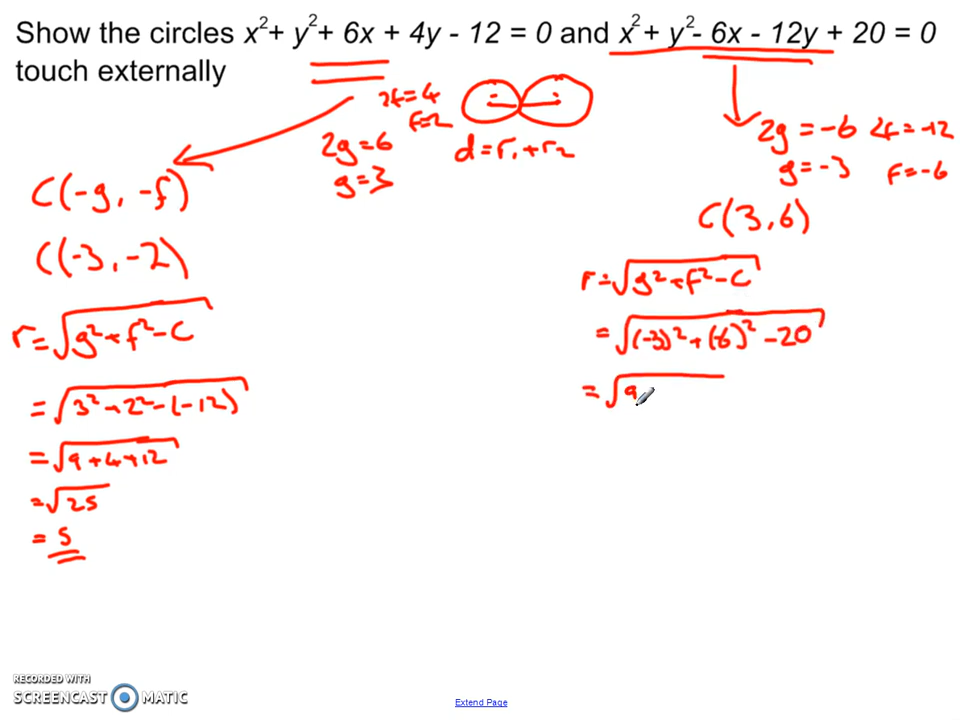 Show the circles x²+ y²+ 6x + 4y - 12 = 0 and x²+ y²- 6x - 12y + 20 = 0
touch externally
2f=4
f=2
2g=6
g=3
d=r₁+r₂
2g=-6 2f=-12
g=-3 f=-6
C(-g, -f)
C(-3, -2)
r=√g²+f²-c
=√3²+2²-(-12)
=√9+4+12
=√25
=5
C(3,6)
r=√g²+f²-c
=√(-3)²+(-6)²-20
=√9
RECORDED WITH
SCREENCAST MATIC
Extend Page